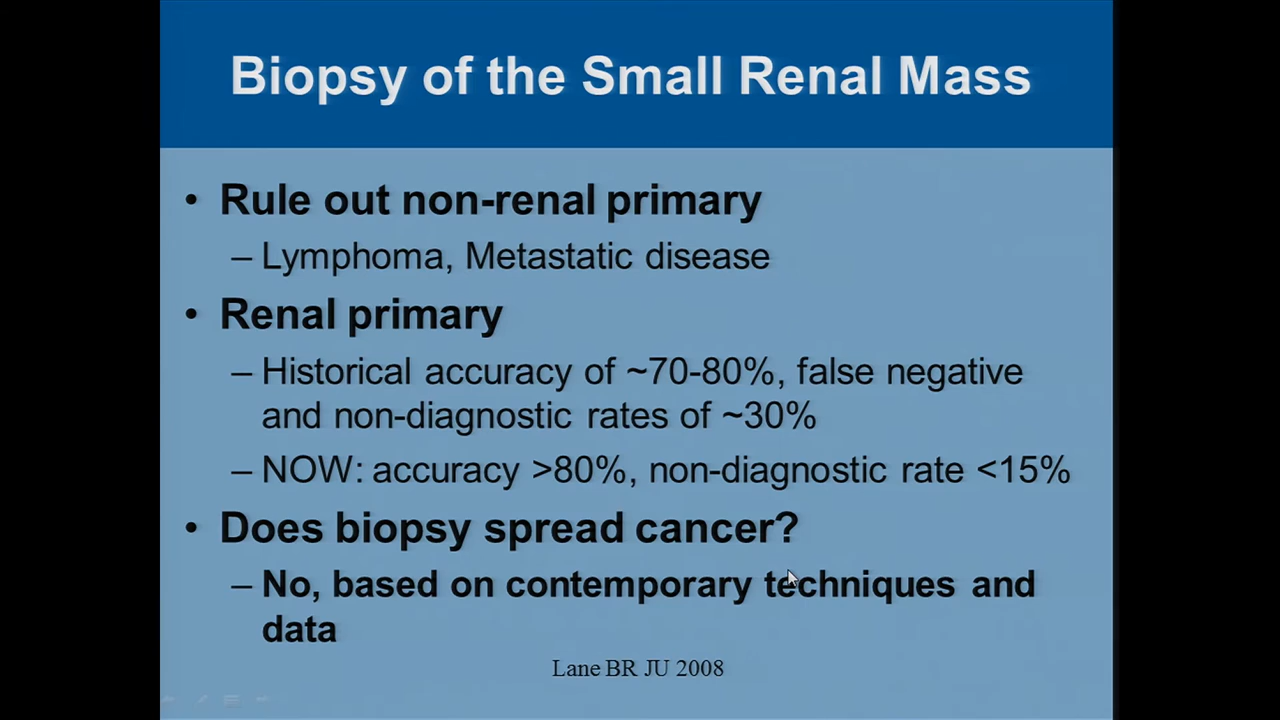 Biopsy of the Small Renal Mass
• Rule out non-renal primary
– Lymphoma, Metastatic disease
• Renal primary
– Historical accuracy of ~70-80%, false negative
and non-diagnostic rates of ~30%
– NOW: accuracy >80%, non-diagnostic rate <15%
• Does biopsy spread cancer?
– No, based on contemporary techniques and
data
Lane BR JU 2008